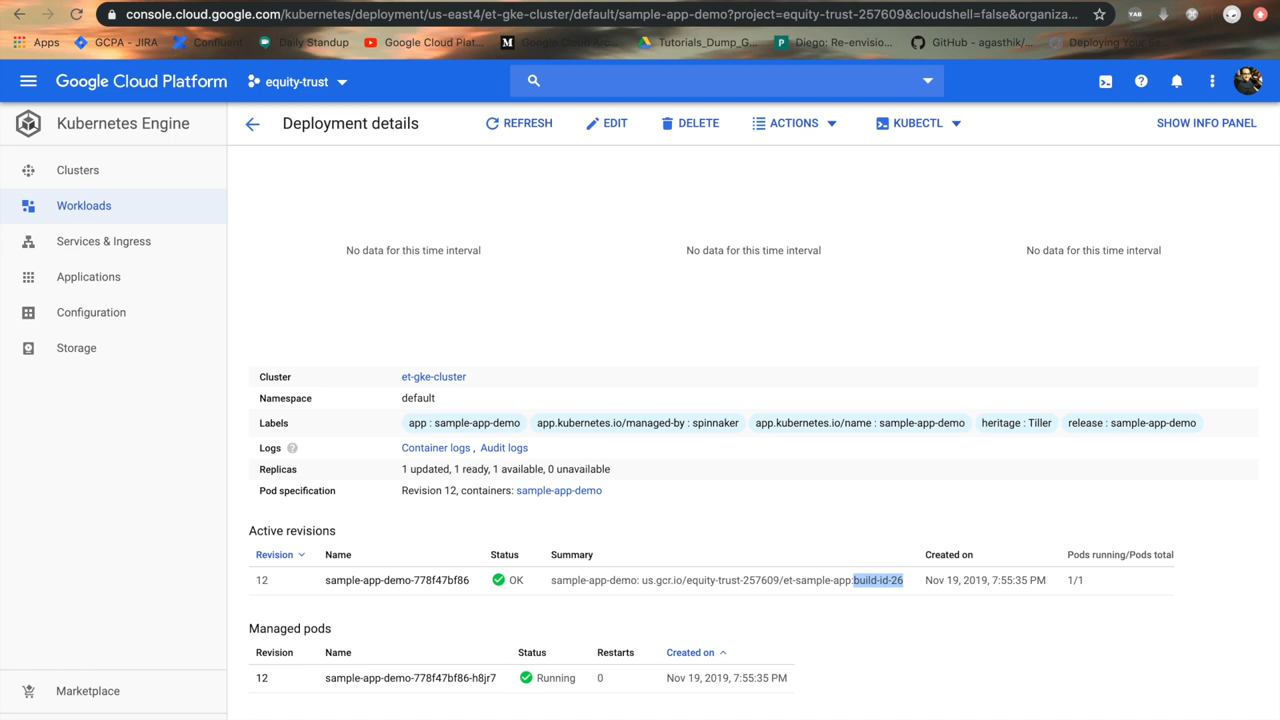 console.cloud.google.com/kubernetes/deployment/us-east4/et-gke-cluster/default/sample-app-demo?project=equity-trust-257609&cloudshell=false&organiza...
YAB
Apps GCPA - JIRA Confluent Daily Standup Google Cloud Plat... Google Cloud Tutorials_Dump_G... Diego: Re-envisio... GitHub - agasthik/... Deploying Your
Google Cloud Platform equity-trust
Kubernetes Engine Deployment details REFRESH EDIT DELETE ACTIONS KUBECTL SHOW INFO PANEL
Clusters
Workloads
Services & Ingress
Applications
Configuration
Storage
Marketplace
No data for this time interval No data for this time interval No data for this time interval
Cluster et-gke-cluster
Namespace default
Labels app : sample-app-demo app.kubernetes.io/managed-by : spinnaker app.kubernetes.io/name : sample-app-demo heritage : Tiller release : sample-app-demo
Logs ? Container logs , Audit logs
Replicas 1 updated, 1 ready, 1 available, 0 unavailable
Pod specification Revision 12, containers: sample-app-demo
Active revisions
Revision Name Status Summary Created on Pods running/Pods total
12 sample-app-demo-778f47bf86 OK sample-app-demo: us.gcr.io/equity-trust-257609/et-sample-app:build-id-26 Nov 19, 2019, 7:55:35 PM 1/1
Managed pods
Revision Name Status Restarts Created on
12 sample-app-demo-778f47bf86-h8jr7 Running 0 Nov 19, 2019, 7:55:35 PM